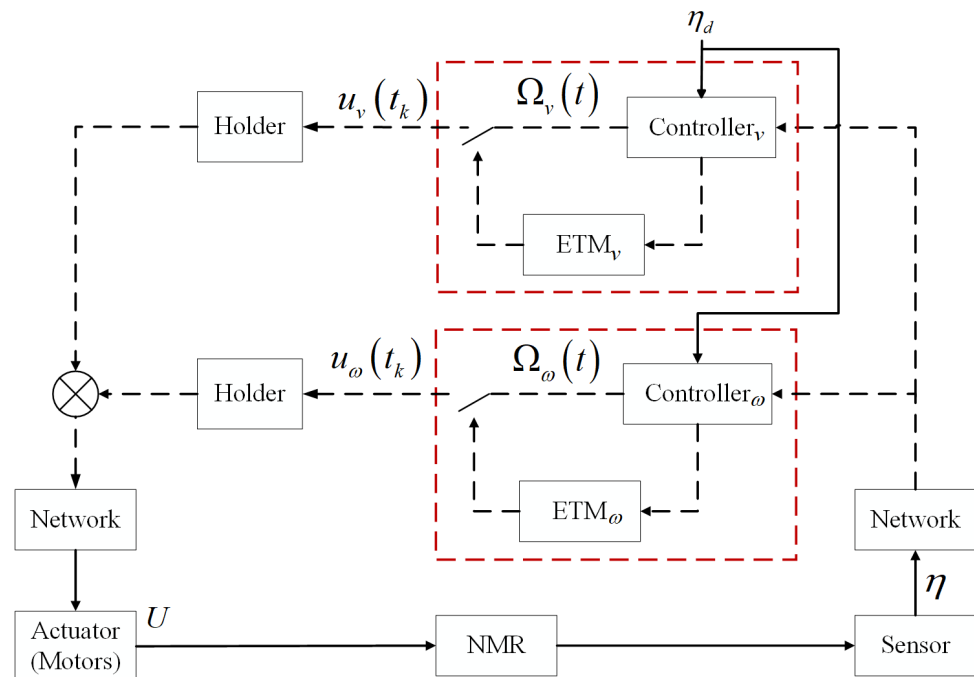 η_d
u_v(t_k)
Ω_v(t)
Holder
Controller_v
ETM_v
u_ω(t_k)
Ω_ω(t)
Holder
Controller_ω
ETM_ω
Network
Network
U
η
Actuator
(Motors)
NMR
Sensor